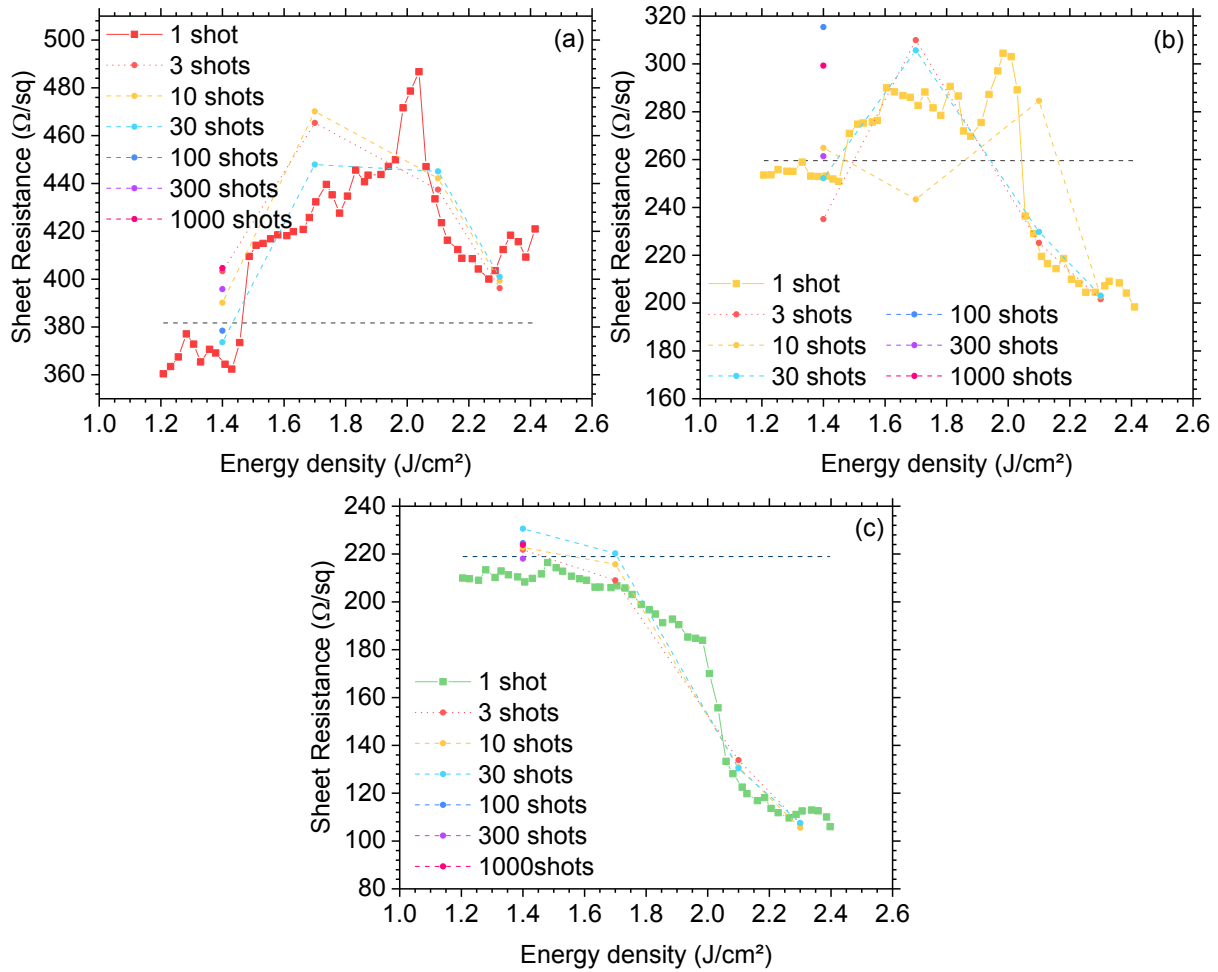 (a)
Sheet Resistance (Ω/sq)
500
480
460
440
420
400
380
360
1 shot
3 shots
10 shots
30 shots
100 shots
300 shots
1000 shots
1.0 1.2 1.4 1.6 1.8 2.0 2.2 2.4 2.6
Energy density (J/cm²)
(b)
Sheet Resistance (Ω/sq)
320
300
280
260
240
220
200
180
160
1 shot
3 shots 100 shots
10 shots 300 shots
30 shots 1000 shots
1.0 1.2 1.4 1.6 1.8 2.0 2.2 2.4 2.6
Energy density (J/cm²)
(c)
Sheet Resistance (Ω/sq)
240
220
200
180
160
140
120
100
80
1 shot
3 shots
10 shots
30 shots
100 shots
300 shots
1000shots
1.0 1.2 1.4 1.6 1.8 2.0 2.2 2.4 2.6
Energy density (J/cm²)